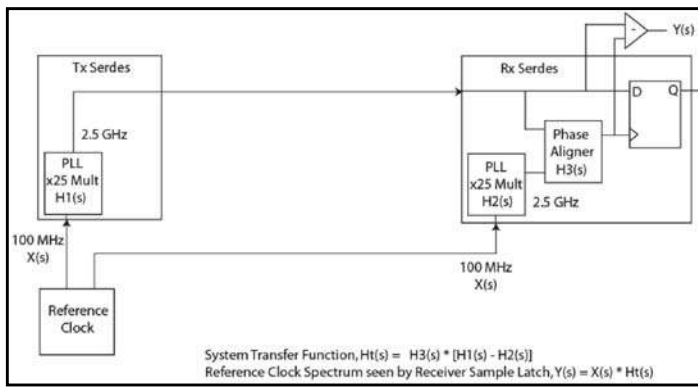 Y(s)
Tx Serdes
Rx Serdes
D
Q
2.5 GHz
PLL
x25 Mult
H1(s)
Phase
Aligner
H3(s)
PLL
x25 Mult
H2(s)
2.5 GHz
100 MHz
X(s)
100 MHz
X(s)
Reference
Clock
System Transfer Function, Ht(s) = H3(s) * [H1(s) - H2(s)]
Reference Clock Spectrum seen by Receiver Sample Latch, Y(s) = X(s) * Ht(s)